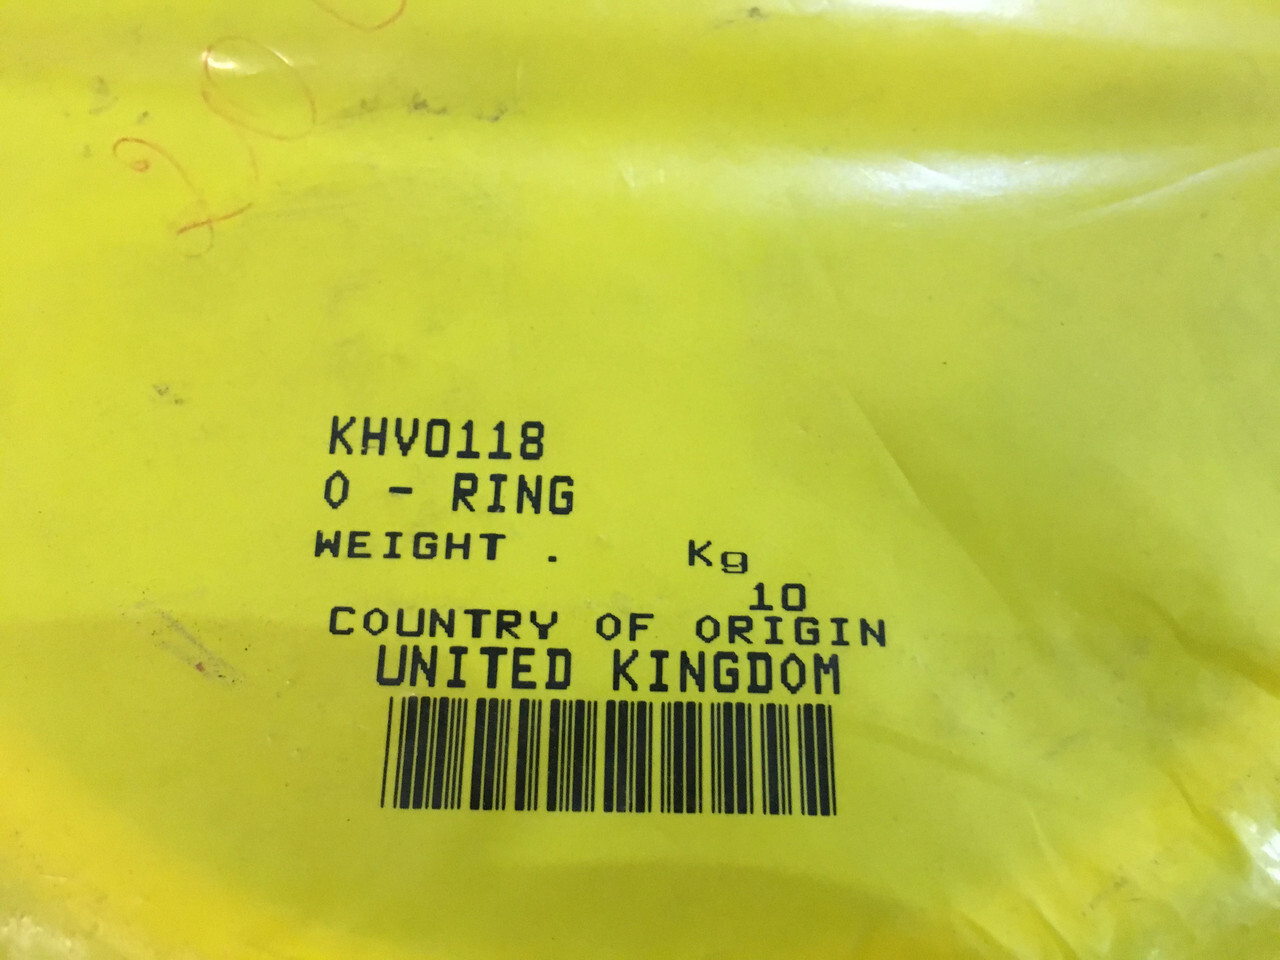 KHV0118
O - RING
WEIGHT .     Kg
10
COUNTRY OF ORIGIN
UNITED KINGDOM